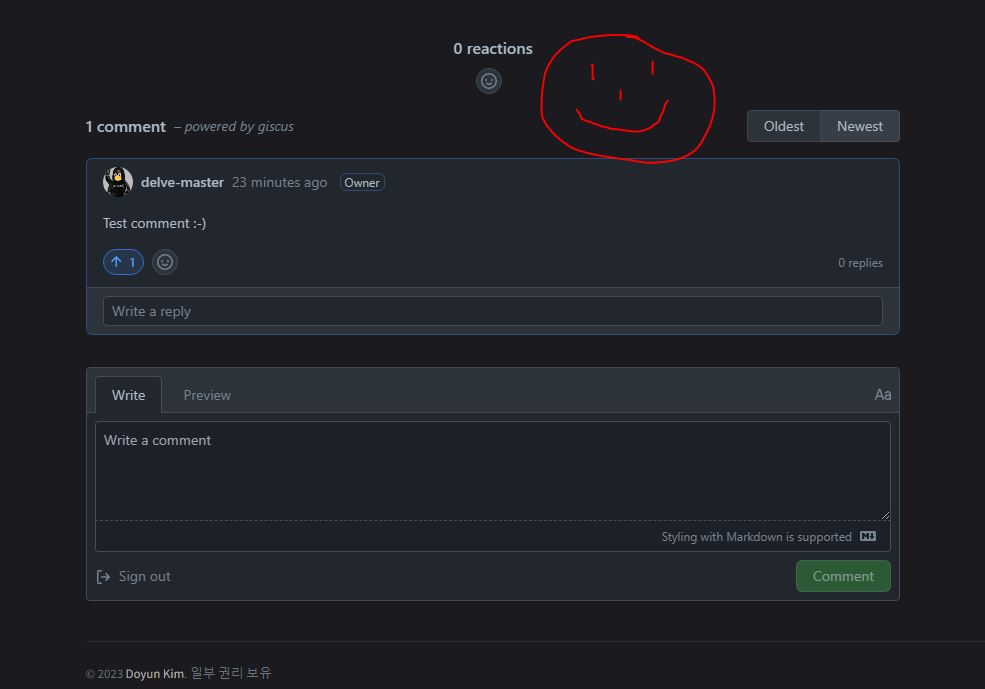 0 reactions
1 comment – powered by giscus
Oldest Newest
delve-master 23 minutes ago Owner
Test comment :-)
1
0 replies
Write a reply
Write Preview Aa
Write a comment
Styling with Markdown is supported
Sign out Comment
© 2023 Doyun Kim. 일부 권리 보유